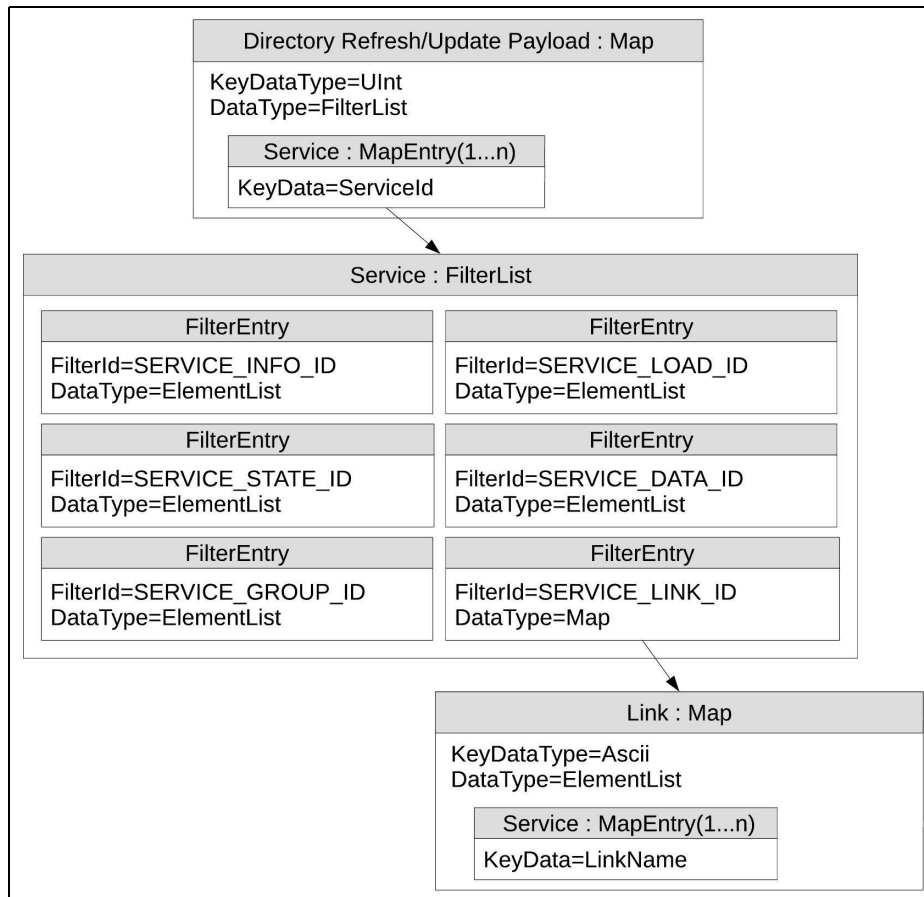 Directory Refresh/Update Payload : Map
KeyDataType=UInt
DataType=FilterList
Service : MapEntry(1...n)
KeyData=ServiceId
Service : FilterList
FilterEntry
FilterId=SERVICE_INFO_ID
DataType=ElementList
FilterEntry
FilterId=SERVICE_LOAD_ID
DataType=ElementList
FilterEntry
FilterId=SERVICE_STATE_ID
DataType=ElementList
FilterEntry
FilterId=SERVICE_DATA_ID
DataType=ElementList
FilterEntry
FilterId=SERVICE_GROUP_ID
DataType=ElementList
FilterEntry
FilterId=SERVICE_LINK_ID
DataType=Map
Link : Map
KeyDataType=Ascii
DataType=ElementList
Service : MapEntry(1...n)
KeyData=LinkName